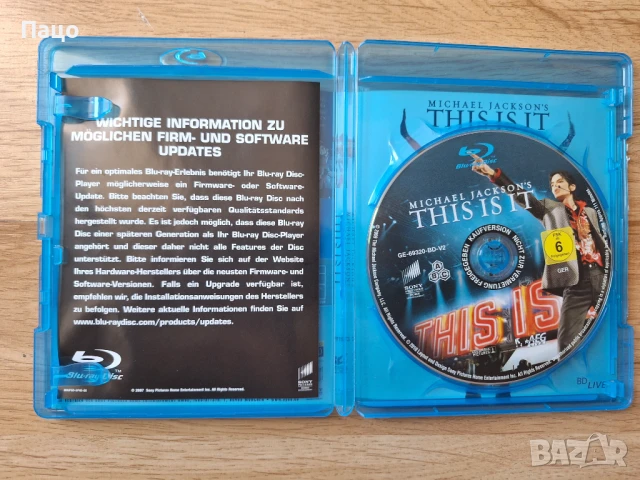 Пацо
WICHTIGE INFORMATION ZU
MÖGLICHEN FIRM- UND SOFTWARE
UPDATES
Für ein optimales Blu-ray-Erlebnis benötigt Ihr Blu-ray Disc-
Player möglicherweise ein Firmware- oder Software-
Update. Bitte beachten Sie, dass diese Blu-ray Disc nach
den höchsten derzeit verfügbaren Qualitätsstandards
hergestellt wurde. Es ist jedoch möglich, dass diese Blu-ray
Disc einer späteren Generation als Ihr Blu-ray Disc-Player
angehört und dieser daher nicht alle Features der Disc
unterstützt. Bitte informieren Sie sich auf der Website
Ihres Hardware-Herstellers über die neusten Firmware- und
Software-Versionen. Falls ein Upgrade verfügbar ist,
empfehlen wir, die Installationsanweisungen des Herstellers
zu befolgen. Weitere aktuelle Informationen finden Sie auf
www.blu-raydisc.com/products/updates.
Blu-ray Disc
TM
© 2007 Sony Pictures Home Entertainment Inc. All Rights Reserved.
SONY
MICHAEL JACKSON'S
THIS IS IT
Blu-ray Disc
MICHAEL JACKSON'S
THIS IS IT
GE-69320-BD-V2
KAUFVERSION NICHT ZUR VERMIETUNG FREIGEGEBEN
A B C
FSK
6
GER
SONY
THIS IS
AEG
BD LIVE
BAZAR
bg